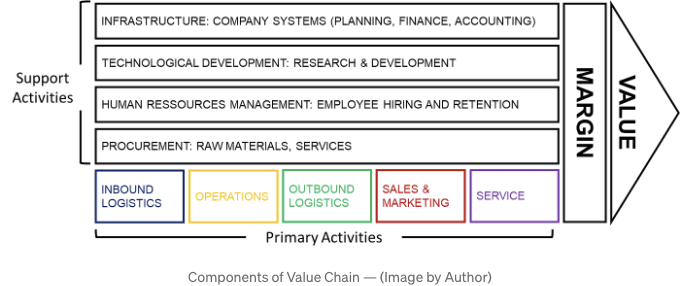 INFRASTRUCTURE: COMPANY SYSTEMS (PLANNING, FINANCE, ACCOUNTING)
Support
Activities
TECHNOLOGICAL DEVELOPMENT: RESEARCH & DEVELOPMENT
HUMAN RESSOURCES MANAGEMENT: EMPLOYEE HIRING AND RETENTION
PROCUREMENT: RAW MATERIALS, SERVICES
MARGIN
VALUE
INBOUND
LOGISTICS
OPERATIONS
OUTBOUND
LOGISTICS
SALES &
MARKETING
SERVICE
Primary Activities
Components of Value Chain — (Image by Author)